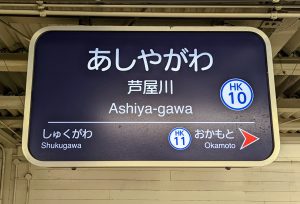 あしやがわ
芦屋川
Ashiya-gawa
HK
10
しゅくがわ
Shukugawa
HK
11
おかもと
Okamoto